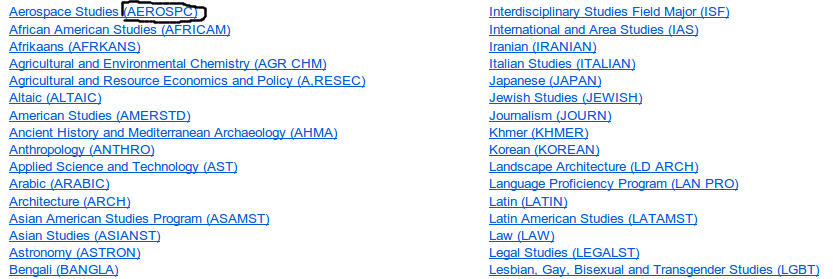 Aerospace Studies (AEROSPC)
African American Studies (AFRICAM)
Afrikaans (AFRKANS)
Agricultural and Environmental Chemistry (AGR CHM)
Agricultural and Resource Economics and Policy (A,RESEC)
Altaic (ALTAIC)
American Studies (AMERSTD)
Ancient History and Mediterranean Archaeology (AHMA)
Anthropology (ANTHRO)
Applied Science and Technology (AST)
Arabic (ARABIC)
Architecture (ARCH)
Asian American Studies Program (ASAMST)
Asian Studies (ASIANST)
Astronomy (ASTRON)
Bengali (BANGLA)
Interdisciplinary Studies Field Major (ISF)
International and Area Studies (IAS)
Iranian (IRANIAN)
Italian Studies (ITALIAN)
Japanese (JAPAN)
Jewish Studies (JEWISH)
Journalism (JOURN)
Khmer (KHMER)
Korean (KOREAN)
Landscape Architecture (LD ARCH)
Language Proficiency Program (LAN PRO)
Latin (LATIN)
Latin American Studies (LATAMST)
Law (LAW)
Legal Studies (LEGALST)
Lesbian, Gay, Bisexual and Transgender Studies (LGBT)